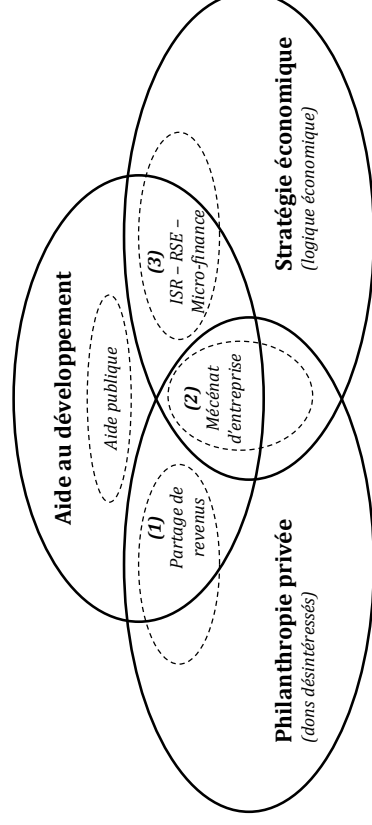 Aide au développement
Aide publique
(1)
Partage de
revenus
(2)
Mécénat
d'entreprise
(3)
ISR – RSE –
Micro-finance
Philanthropie privée
(dons désintéressés)
Stratégie économique
(logique économique)